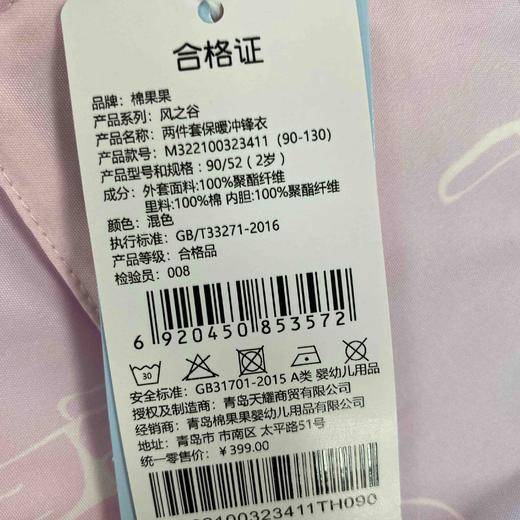 合格证
品牌：棉果果
产品系列：风之谷
产品名称：两件套保暖冲锋衣
产品款号：M322100323411（90-130）
产品型号和规格：90/52（2岁）
成分：外套面料:100%聚酯纤维
里料:100%棉 内胆:100%聚酯纤维
颜色：混色
执行标准：GB/T33271-2016
产品等级：合格品
检验员：008
6 920450 853572
30
安全标准：GB31701-2015 A类 婴幼儿用品
授权及制造商：青岛天耀商贸有限公司
经销商：青岛棉果果婴幼儿用品有限公司
地址：青岛市 市南区 太平路51号
统一零售价：￥399.00
00323411TH090